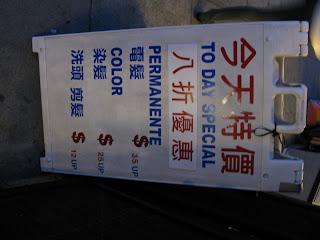 今天特價
TO DAY SPECIAL
八折優惠
PERMANENTE
電髮 $ 35 UP
COLOR
染髮 $ 25 UP
洗頭 剪髮 $ 12 UP